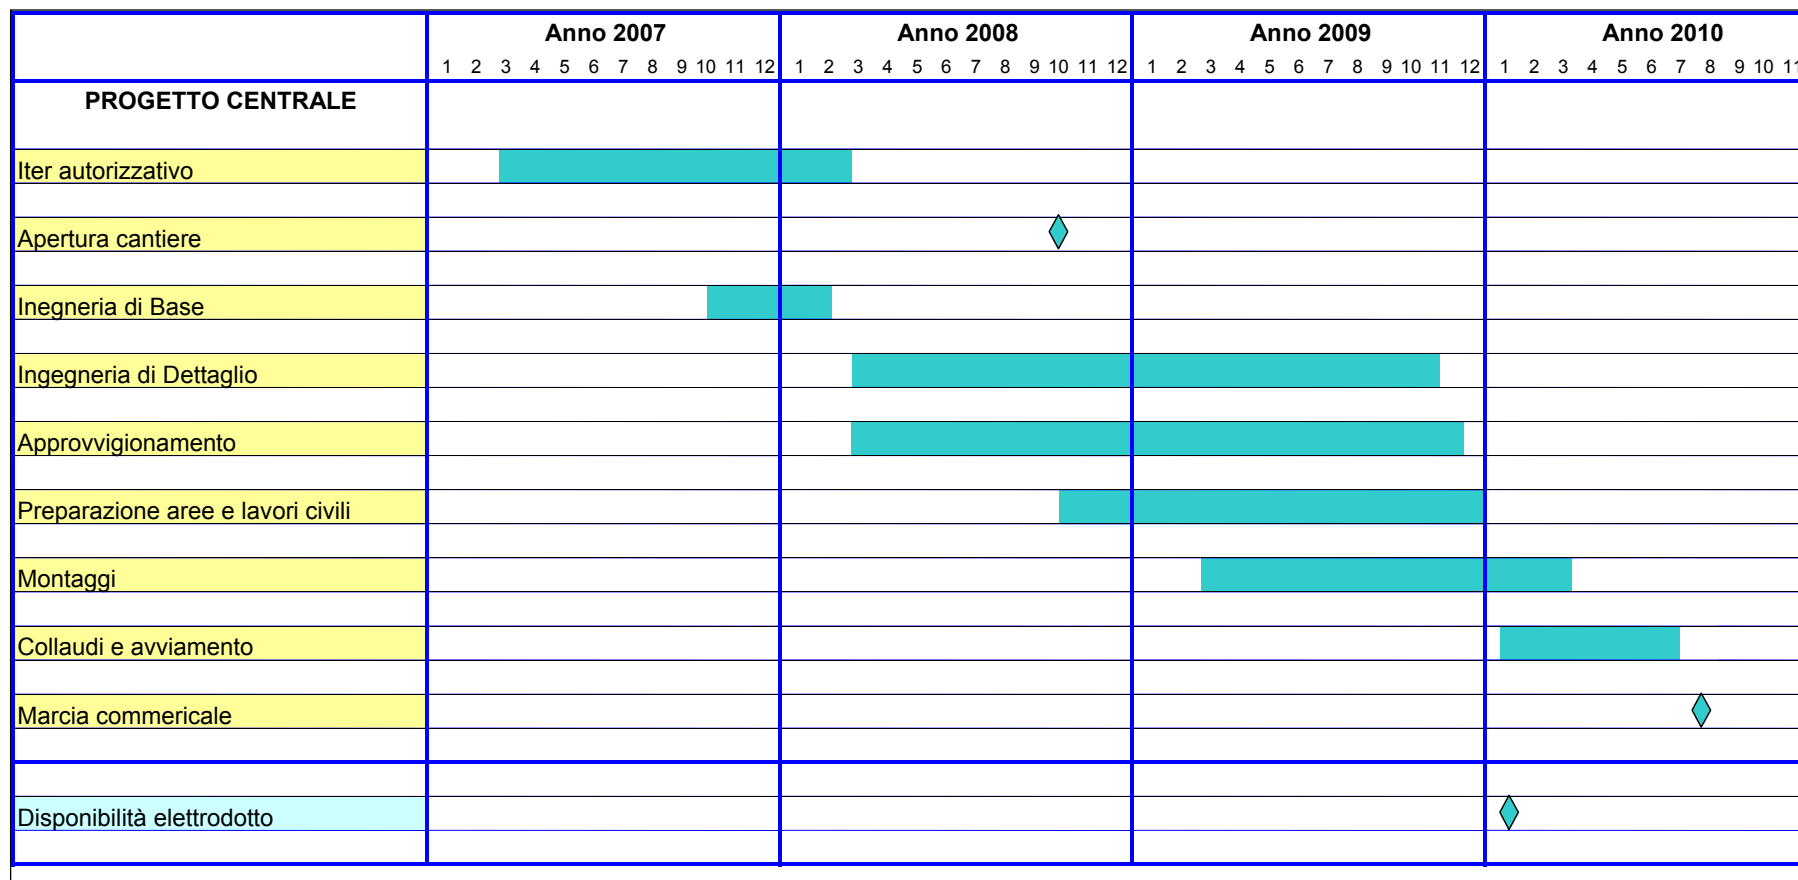 Anno 2007 Anno 2008 Anno 2009 Anno 2010
1 2 3 4 5 6 7 8 9 10 11 12 1 2 3 4 5 6 7 8 9 10 11 12 1 2 3 4 5 6 7 8 9 10 11 12 1 2 3 4 5 6 7 8 9 10 11
PROGETTO CENTRALE
Iter autorizzativo
Apertura cantiere
Inegneria di Base
Ingegneria di Dettaglio
Approvvigionamento
Preparazione aree e lavori civili
Montaggi
Collaudi e avviamento
Marcia commericale
Disponibilità elettrodotto